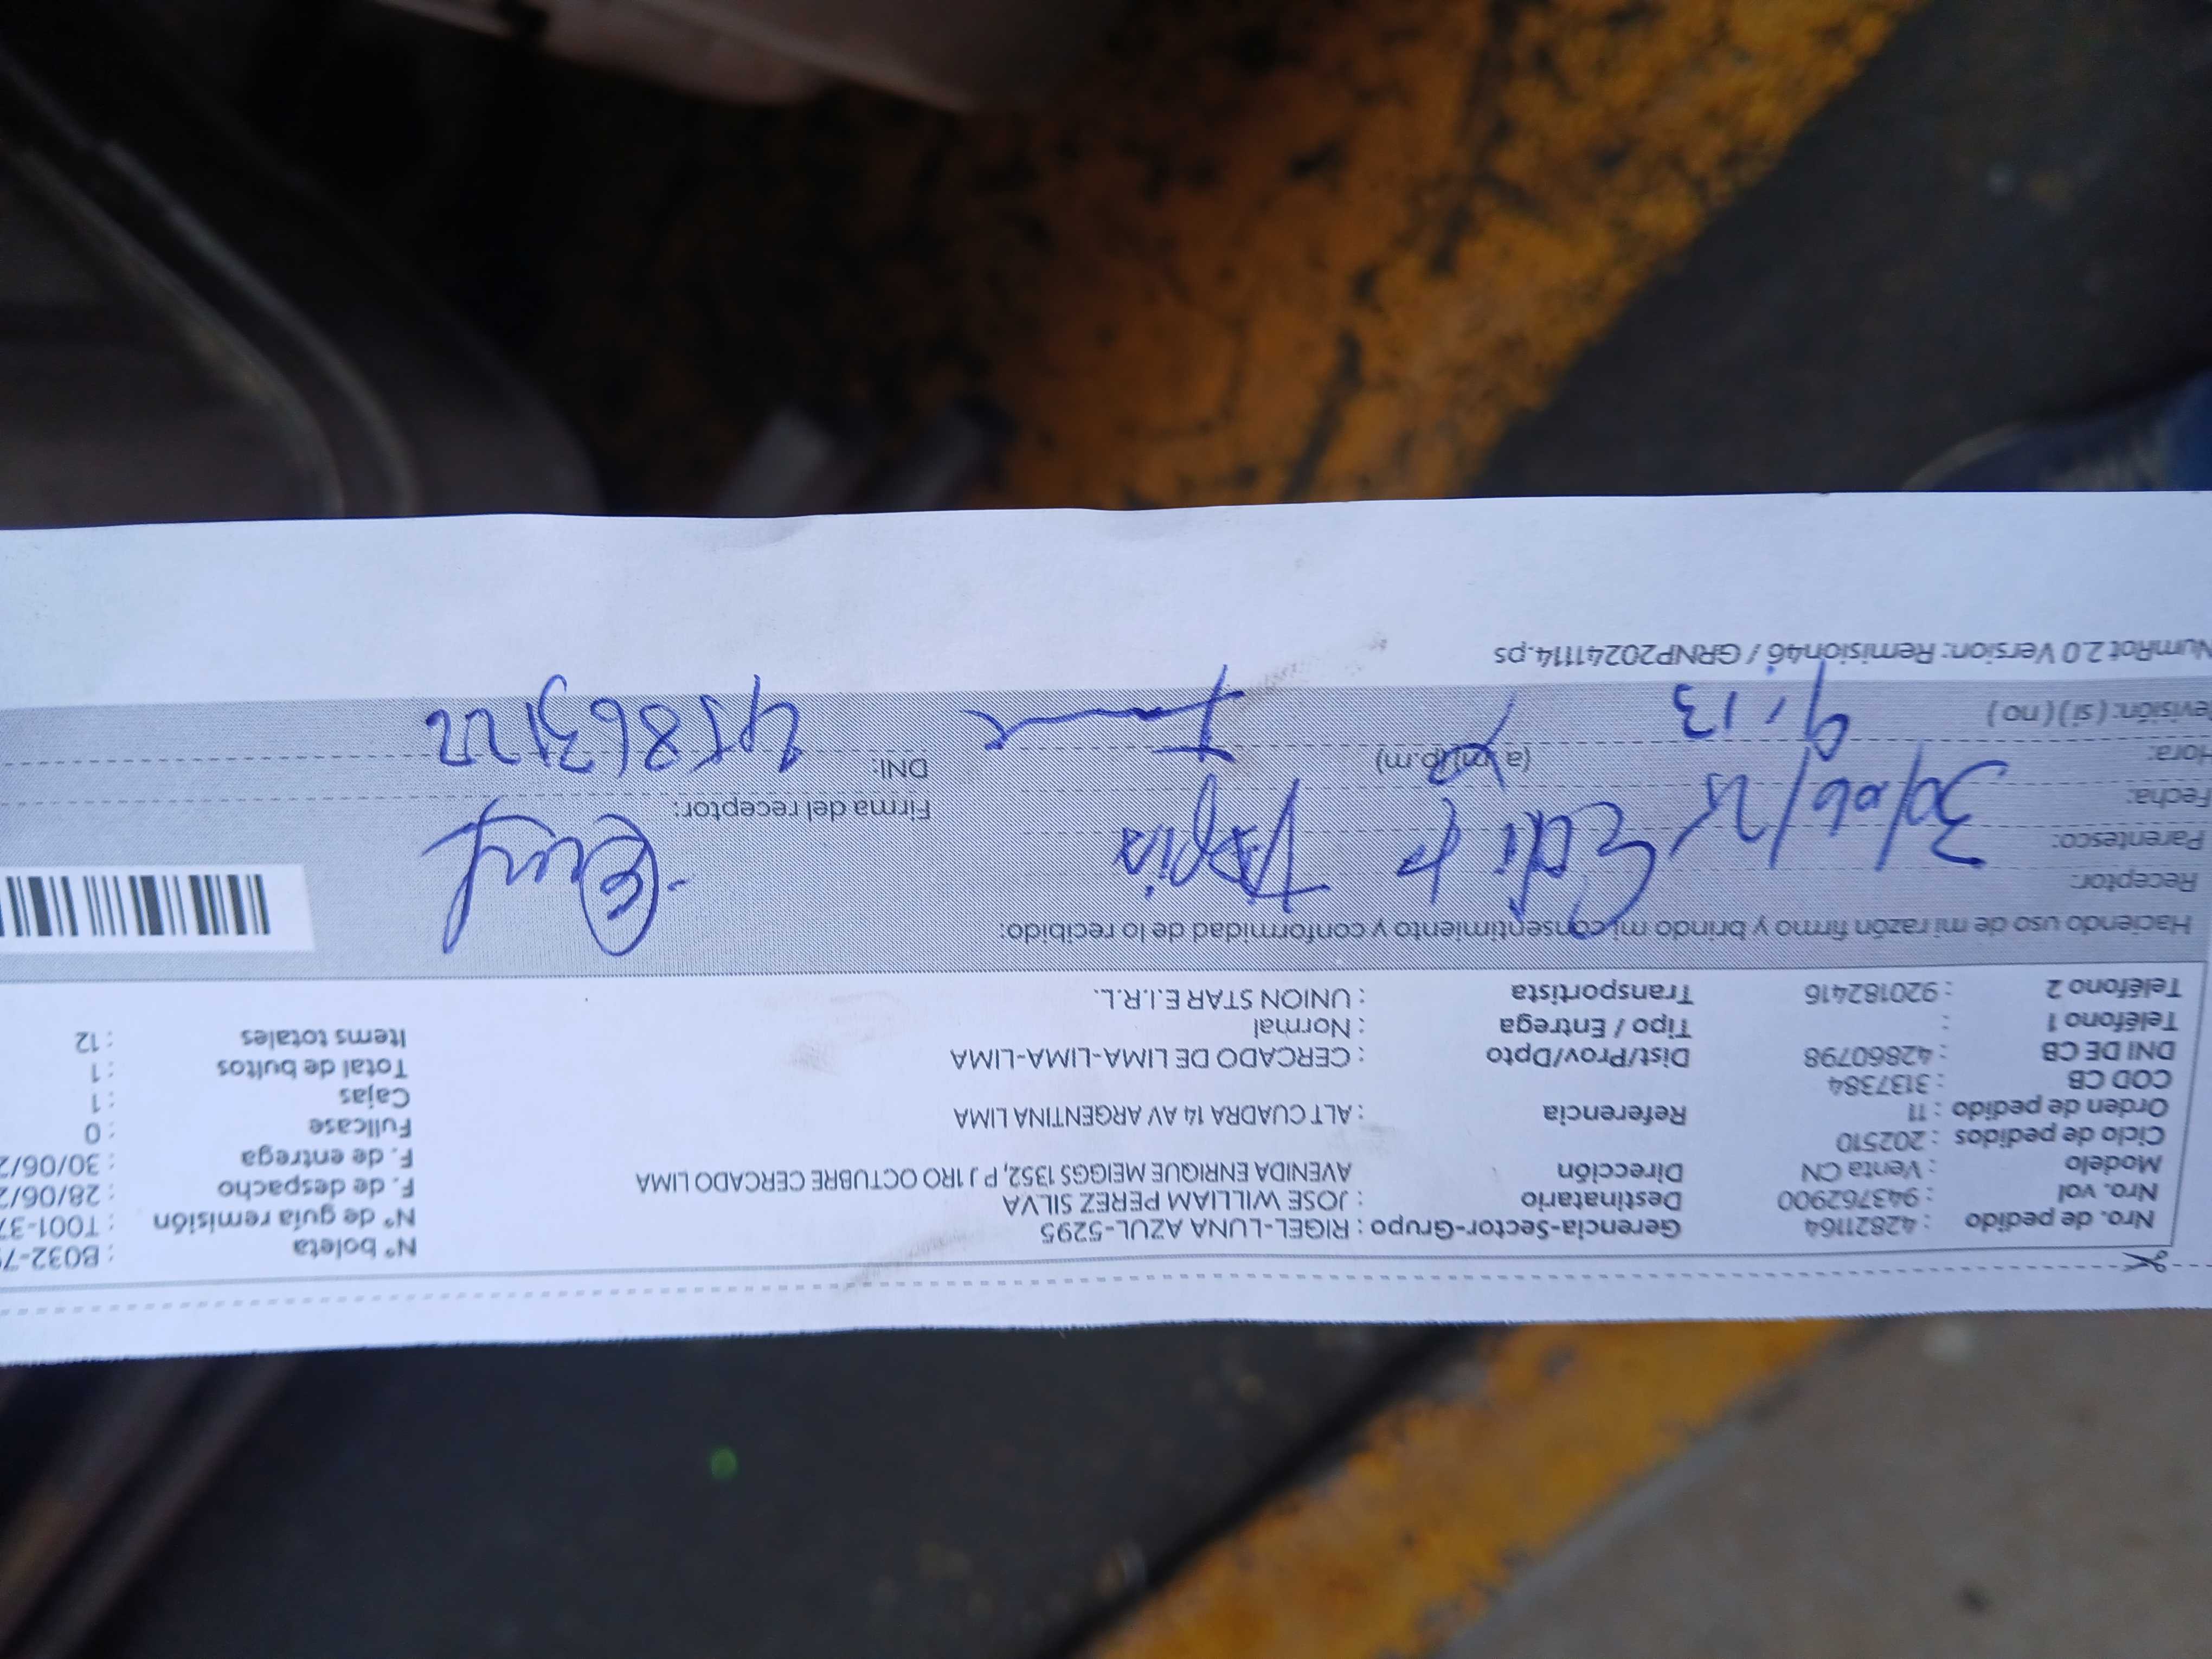 Nro. de pedido : 42821164 Gerencia-Sector-Grupo : RIGEL-LUNA AZUL-5295 N° boleta : B032-7
Nro. vol : 943762900 Destinatario : JOSE WILLIAM PEREZ SILVA N° de guía remisión : T001-37
Modelo : Venta CN Dirección AVENIDA ENRIQUE MEIGGS 1352, P J 1RO OCTUBRE CERCADO LIMA F. de despacho : 28/06/2
Ciclo de pedidos : 202510 F. de entrega : 30/06/2
Orden de pedido : 11 Referencia : ALT CUADRA 14 AV ARGENTINA LIMA Fullcase : 0
COD CB : 3137384 Cajas : 1
DNI DE CB : 42860798 Dist/Prov/Dpto : CERCADO DE LIMA-LIMA-LIMA Total de bultos : 1
Teléfono 1 : Tipo / Entrega : Normal Items totales : 12
Teléfono 2 : 920182416 Transportista : UNION STAR E.I.R.L.
Haciendo uso de mi razón firmo y brindo mi consentimiento y conformidad de lo recibido:
Receptor: Edith Tapia
Parentesco:
Fecha: 30/06/25 Firma del receptor:
Hora: 9:13 (a.m)(p.m) DNI: 45863122
evisión: (si) (no)
NumRot 2.0 Version: Remision46 / GRNP20241114.ps